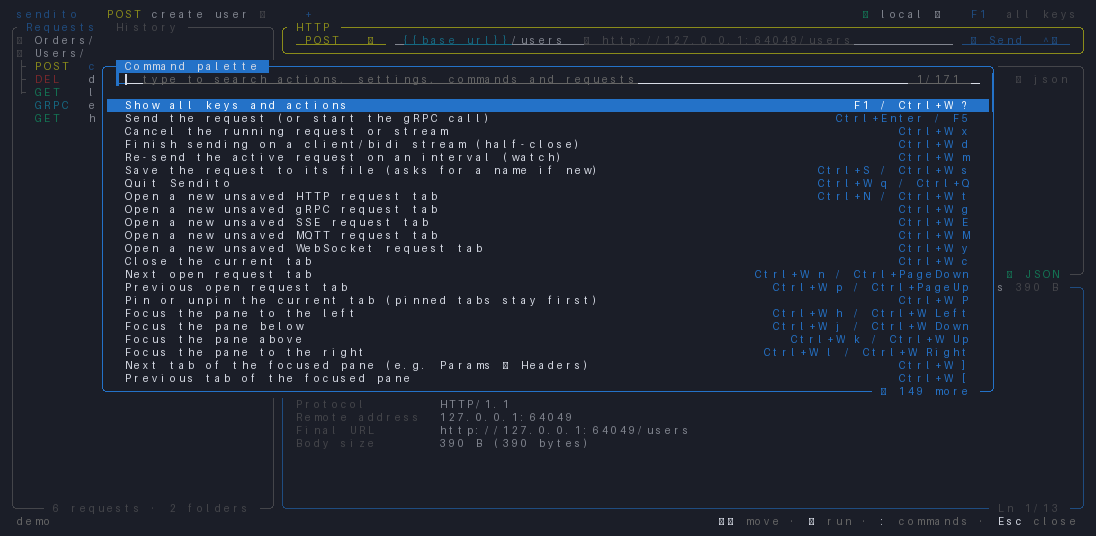 sendito POST create user + local F1 all keys
Requests History HTTP
Orders/ POST {{base_url}}/users http://127.0.0.1:64049/users Send
Users/
POST c Command palette
DEL d type to search actions, settings, commands and requests 1/171 json
GET l
GRPC e Show all keys and actions F1 / Ctrl+W ?
GET h Send the request (or start the gRPC call) Ctrl+Enter / F5
Cancel the running request or stream Ctrl+W x
Finish sending on a client/bidi stream (half-close) Ctrl+W d
Re-send the active request on an interval (watch) Ctrl+W m
Save the request to its file (asks for a name if new) Ctrl+S / Ctrl+W s
Quit Sendito Ctrl+W q / Ctrl+Q
Open a new unsaved HTTP request tab Ctrl+N / Ctrl+W t
Open a new unsaved gRPC request tab Ctrl+W g
Open a new unsaved SSE request tab Ctrl+W E
Open a new unsaved MQTT request tab Ctrl+W M
Open a new unsaved WebSocket request tab Ctrl+W y
Close the current tab Ctrl+W c
Next open request tab Ctrl+W n / Ctrl+PageDown JSON
Previous open request tab Ctrl+W p / Ctrl+PageUp s 390 B
Pin or unpin the current tab (pinned tabs stay first) Ctrl+W P
Focus the pane to the left Ctrl+W h / Ctrl+W Left
Focus the pane below Ctrl+W j / Ctrl+W Down
Focus the pane above Ctrl+W k / Ctrl+W Up
Focus the pane to the right Ctrl+W l / Ctrl+W Right
Next tab of the focused pane (e.g. Params Headers) Ctrl+W ]
Previous tab of the focused pane Ctrl+W [
149 more
Protocol HTTP/1.1
Remote address 127.0.0.1:64049
Final URL http://127.0.0.1:64049/users
Body size 390 B (390 bytes)
6 requests · 2 folders Ln 1/13
demo move · run · : commands · Esc close